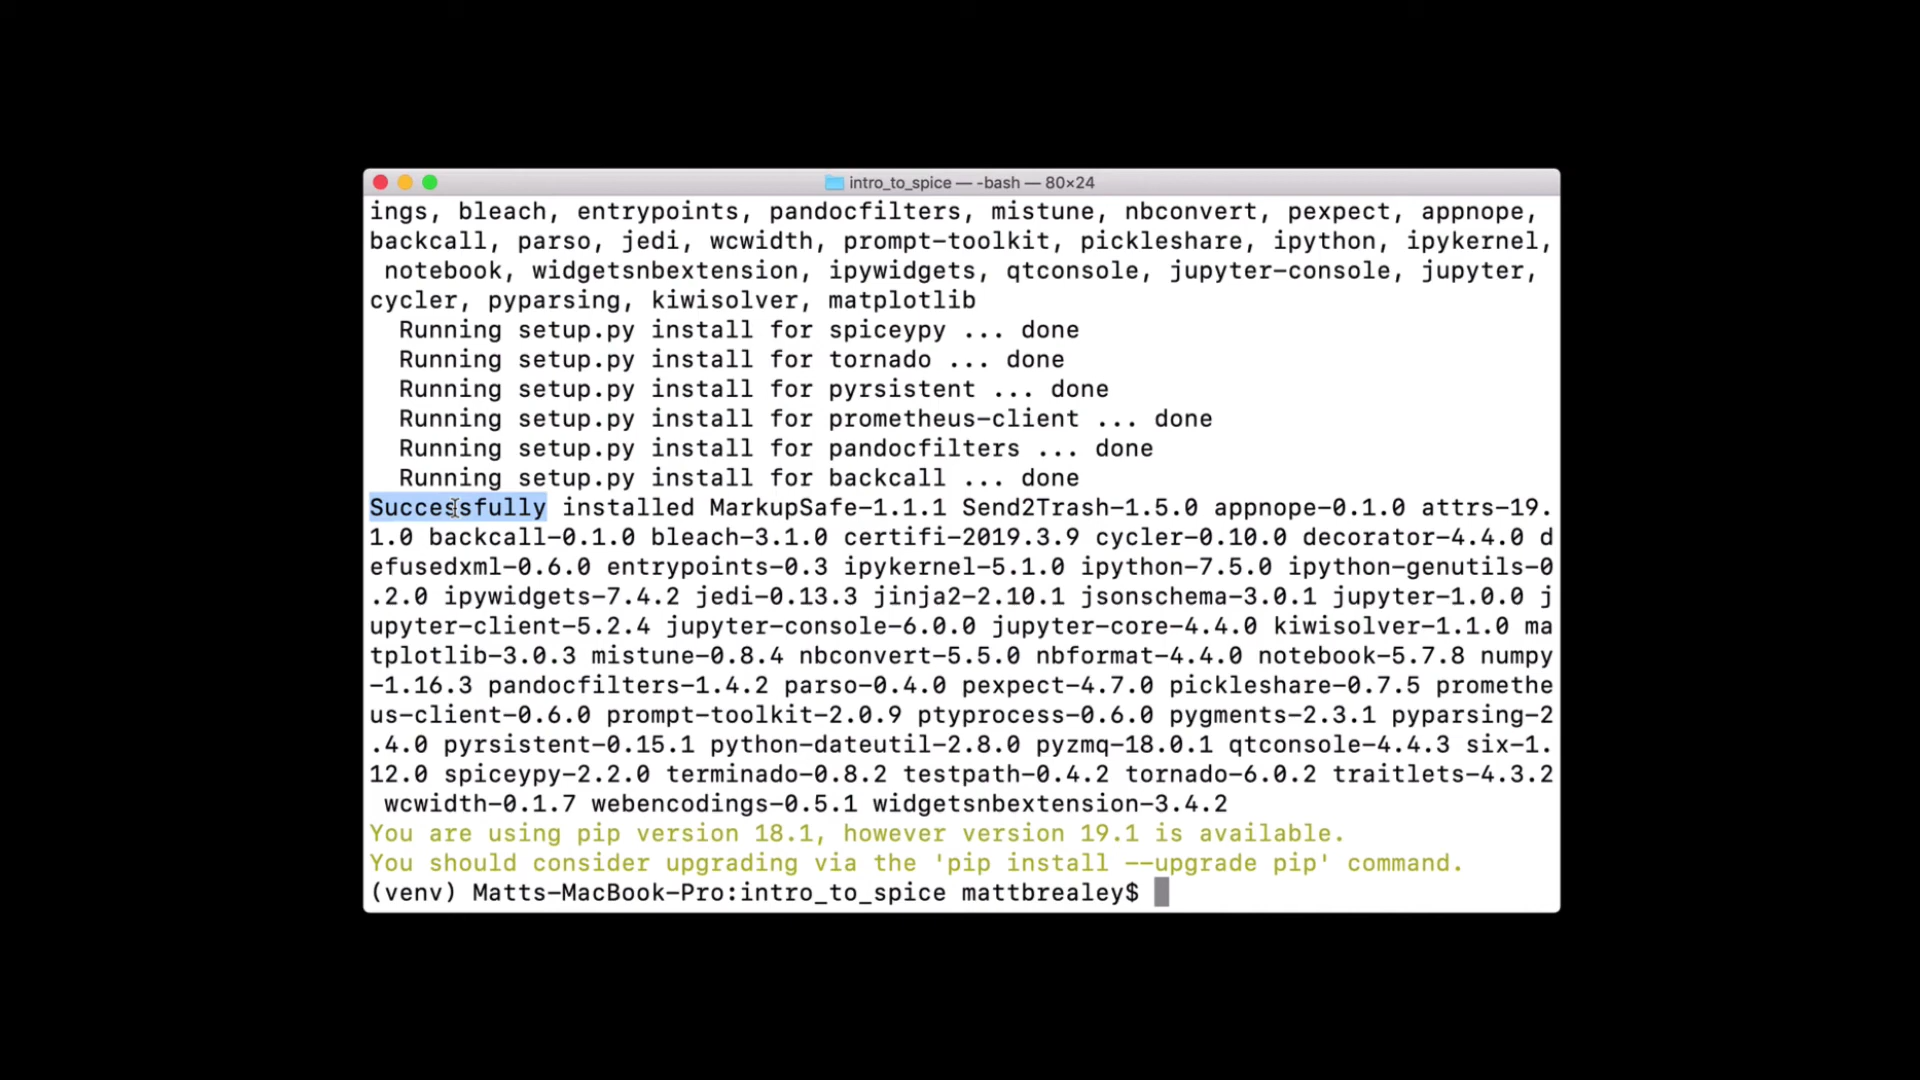 intro_to_spice — -bash — 80×24
ings, bleach, entrypoints, pandocfilters, mistune, nbconvert, pexpect, appnope,
backcall, parso, jedi, wcwidth, prompt-toolkit, pickleshare, ipython, ipykernel,
 notebook, widgetsnbextension, ipywidgets, qtconsole, jupyter-console, jupyter,
cycler, pyparsing, kiwisolver, matplotlib
  Running setup.py install for spiceypy ... done
  Running setup.py install for tornado ... done
  Running setup.py install for pyrsistent ... done
  Running setup.py install for prometheus-client ... done
  Running setup.py install for pandocfilters ... done
  Running setup.py install for backcall ... done
Successfully installed MarkupSafe-1.1.1 Send2Trash-1.5.0 appnope-0.1.0 attrs-19.
1.0 backcall-0.1.0 bleach-3.1.0 certifi-2019.3.9 cycler-0.10.0 decorator-4.4.0 d
efusedxml-0.6.0 entrypoints-0.3 ipykernel-5.1.0 ipython-7.5.0 ipython-genutils-0
.2.0 ipywidgets-7.4.2 jedi-0.13.3 jinja2-2.10.1 jsonschema-3.0.1 jupyter-1.0.0 j
upyter-client-5.2.4 jupyter-console-6.0.0 jupyter-core-4.4.0 kiwisolver-1.1.0 ma
tplotlib-3.0.3 mistune-0.8.4 nbconvert-5.5.0 nbformat-4.4.0 notebook-5.7.8 numpy
-1.16.3 pandocfilters-1.4.2 parso-0.4.0 pexpect-4.7.0 pickleshare-0.7.5 promethe
us-client-0.6.0 prompt-toolkit-2.0.9 ptyprocess-0.6.0 pygments-2.3.1 pyparsing-2
.4.0 pyrsistent-0.15.1 python-dateutil-2.8.0 pyzmq-18.0.1 qtconsole-4.4.3 six-1.
12.0 spiceypy-2.2.0 terminado-0.8.2 testpath-0.4.2 tornado-6.0.2 traitlets-4.3.2
 wcwidth-0.1.7 webencodings-0.5.1 widgetsnbextension-3.4.2
You are using pip version 18.1, however version 19.1 is available.
You should consider upgrading via the 'pip install --upgrade pip' command.
(venv) Matts-MacBook-Pro:intro_to_spice mattbrealey$